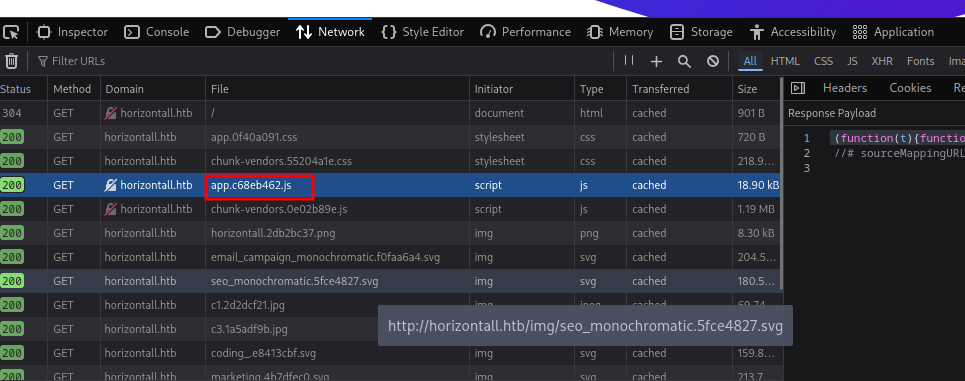 Inspector Console Debugger Network Style Editor Performance Memory Storage Accessibility Application
Filter URLs All HTML CSS JS XHR Fonts
Status Method Domain File Initiator Type Transferred Size Headers Cookies
304 GET horizontall.htb / document html cached 901 B Response Payload
200 GET horizontall.htb app.0f40a091.css stylesheet css cached 720 B 1 (function(t){function
200 GET horizontall.htb chunk-vendors.55204a1e.css stylesheet css cached 218.9… 2 //# sourceMappingURL
200 GET horizontall.htb app.c68eb462.js script js cached 18.90 kB 3
200 GET horizontall.htb chunk-vendors.0e02b89e.js script js cached 1.19 MB
200 GET horizontall.htb horizontall.2db2bc37.png img png cached 8.30 kB
200 GET horizontall.htb email_campaign_monochromatic.f0faa6a4.svg img svg cached 204.5…
200 GET horizontall.htb seo_monochromatic.5fce4827.svg img svg cached 180.5…
200 GET horizontall.htb c1.2d2dcf21.jpg img
200 GET horizontall.htb c3.1a5adf9b.jpg
http://horizontall.htb/img/seo_monochromatic.5fce4827.svg
200 GET horizontall.htb coding_.e8413cbf.svg img svg cached 159.8…
200 GET horizontall.htb marketing.4b7dfec0.svg img svg cached 213.7…